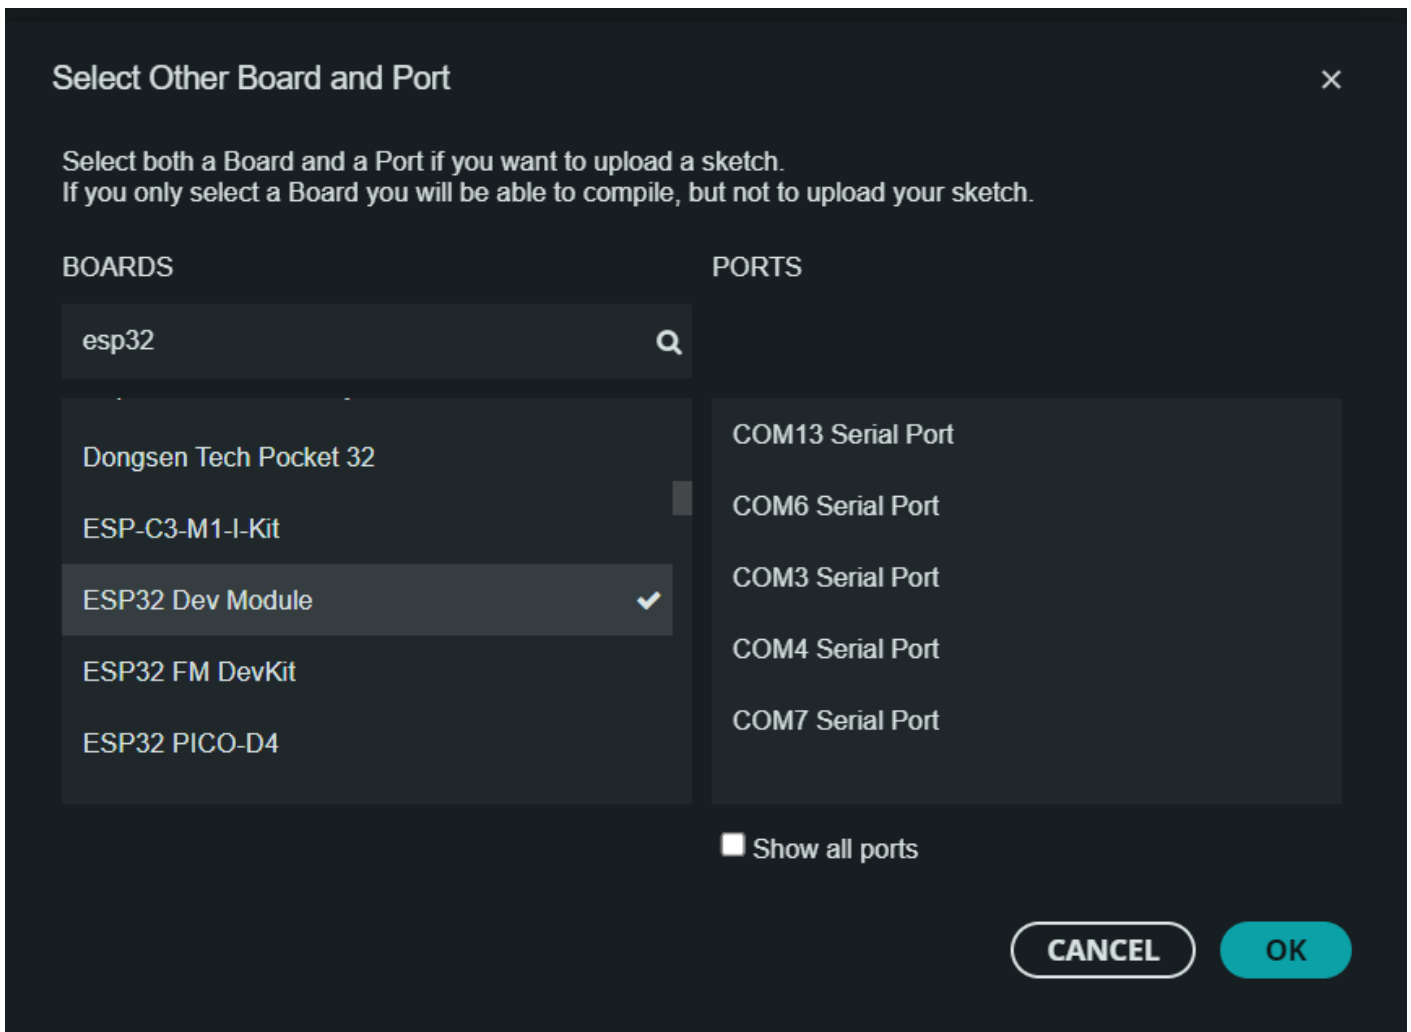 Select Other Board and Port
Select both a Board and a Port if you want to upload a sketch.
If you only select a Board you will be able to compile, but not to upload your sketch.
BOARDS
PORTS
esp32
Dongsen Tech Pocket 32
ESP-C3-M1-I-Kit
ESP32 Dev Module
ESP32 FM DevKit
ESP32 PICO-D4
COM13 Serial Port
COM6 Serial Port
COM3 Serial Port
COM4 Serial Port
COM7 Serial Port
Show all ports
CANCEL
OK